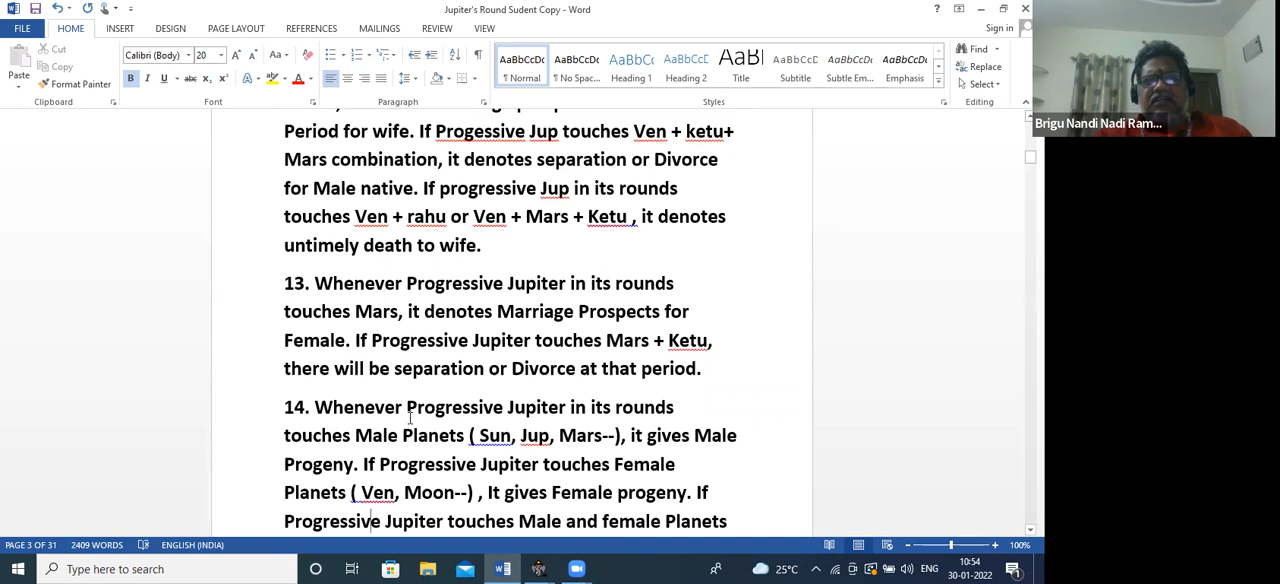 Jupiter's Round Sudent Copy - Word
Sign in
FILE HOME INSERT DESIGN PAGE LAYOUT REFERENCES MAILINGS REVIEW VIEW
Cut
Copy
Format Painter
Paste
Calibri (Body) 20
AaBbCcDc AaBbCcDc AaBbCc AaBbCcC AaBl AaBbCcC AaBbCcDc AaBbCcDc
¶ Normal ¶ No Spac... Heading 1 Heading 2 Title Subtitle Subtle Em... Emphasis
Find
Replace
Select
Clipboard Font Paragraph Styles Editing
Brigu Nandi Nadi Ram...
Period for wife. If Progessive Jup touches Ven + ketu+
Mars combination, it denotes separation or Divorce
for Male native. If progressive Jup in its rounds
touches Ven + rahu or Ven + Mars + Ketu , it denotes
untimely death to wife.
13. Whenever Progressive Jupiter in its rounds
touches Mars, it denotes Marriage Prospects for
Female. If Progressive Jupiter touches Mars + Ketu,
there will be separation or Divorce at that period.
14. Whenever Progressive Jupiter in its rounds
touches Male Planets ( Sun, Jup, Mars--), it gives Male
Progeny. If Progressive Jupiter touches Female
Planets ( Ven, Moon--) , It gives Female progeny. If
Progressive Jupiter touches Male and female Planets
PAGE 3 OF 31 2409 WORDS ENGLISH (INDIA) 100%
Type here to search
25°C ENG
10:54
30-01-2022